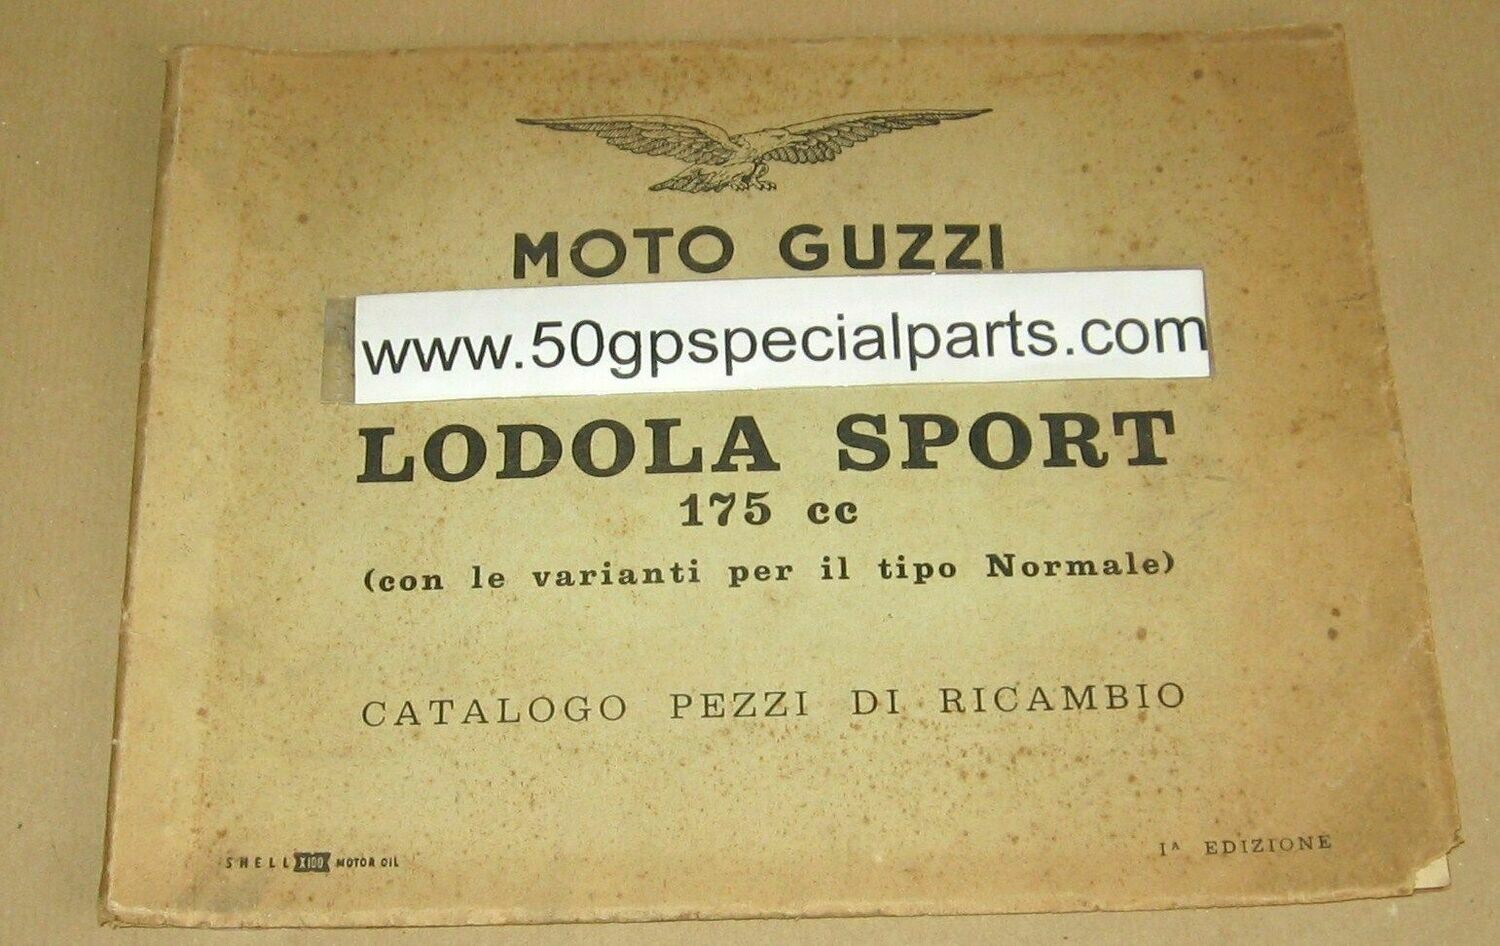 MOTO GUZZI
www.50gpspecialparts.com
LODOLA SPORT
175 cc
(con le varianti per il tipo Normale)
CATALOGO PEZZI DI RICAMBIO
SHELL X100 MOTOR OIL
Iᴬ EDIZIONE